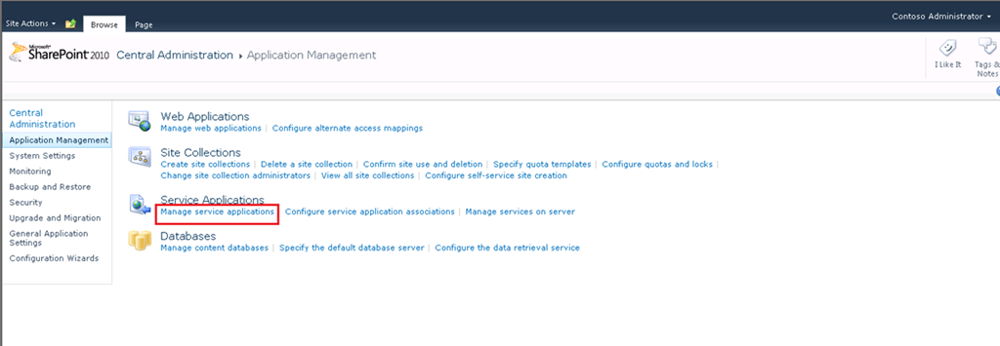 Site Actions Browse Page Contoso Administrator
Microsoft
SharePoint 2010 Central Administration Application Management
I Like It Tags &
Notes
Central
Administration
Application Management
System Settings
Monitoring
Backup and Restore
Security
Upgrade and Migration
General Application
Settings
Configuration Wizards
Web Applications
Manage web applications | Configure alternate access mappings
Site Collections
Create site collections | Delete a site collection | Confirm site use and deletion | Specify quota templates | Configure quotas and locks |
Change site collection administrators | View all site collections | Configure self-service site creation
Service Applications
Manage service applications | Configure service application associations | Manage services on server
Databases
Manage content databases | Specify the default database server | Configure the data retrieval service